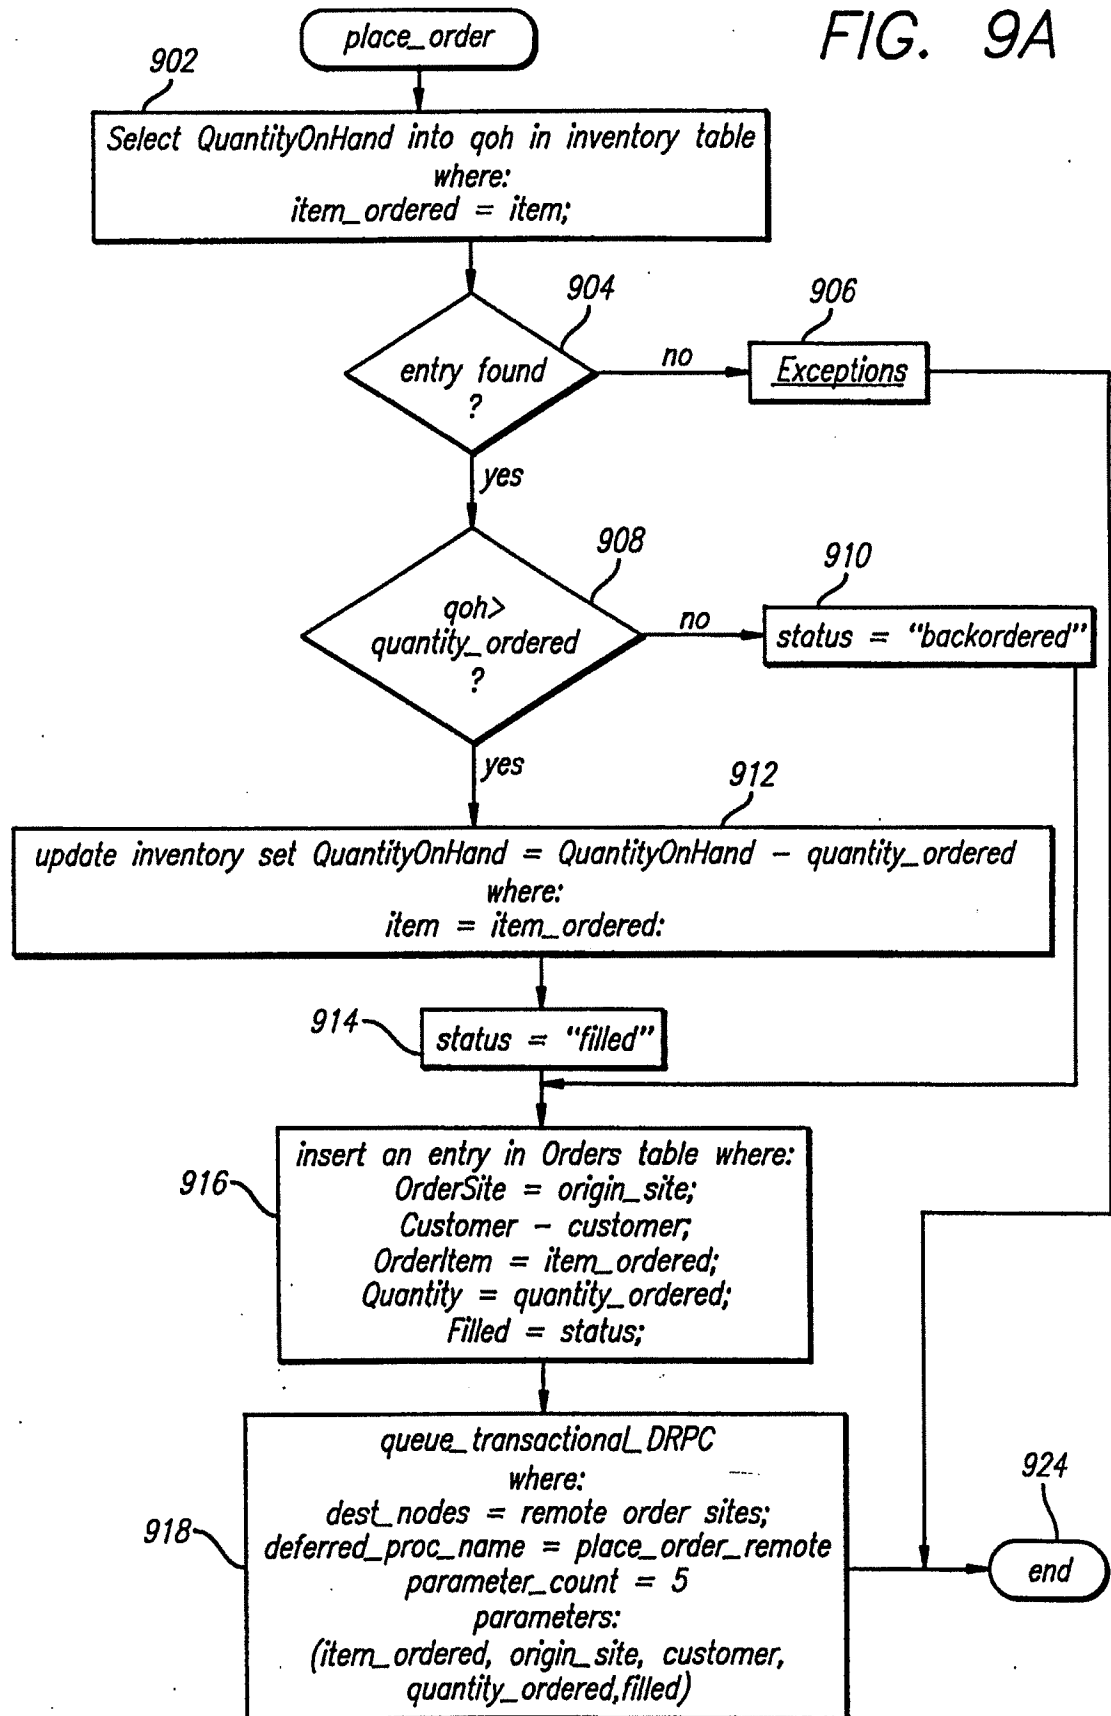 FIG. 9A
place_order
902
Select QuantityOnHand into qoh in inventory table
where:
item_ordered = item;
904
906
entry found
?
no
Exceptions
yes
908
910
qoh>
quantity_ordered
?
no
status = “backordered”
yes
912
update inventory set QuantityOnHand = QuantityOnHand - quantity_ordered
where:
item = item_ordered:
914
status = “filled”
916
insert an entry in Orders table where:
OrderSite = origin_site;
Customer - customer;
OrderItem = item_ordered;
Quantity = quantity_ordered;
Filled = status;
918
queue_transactional_DRPC
where:
dest_nodes = remote order sites;
deferred_proc_name = place_order_remote
parameter_count = 5
parameters:
(item_ordered, origin_site, customer,
quantity_ordered,filled)
924
end